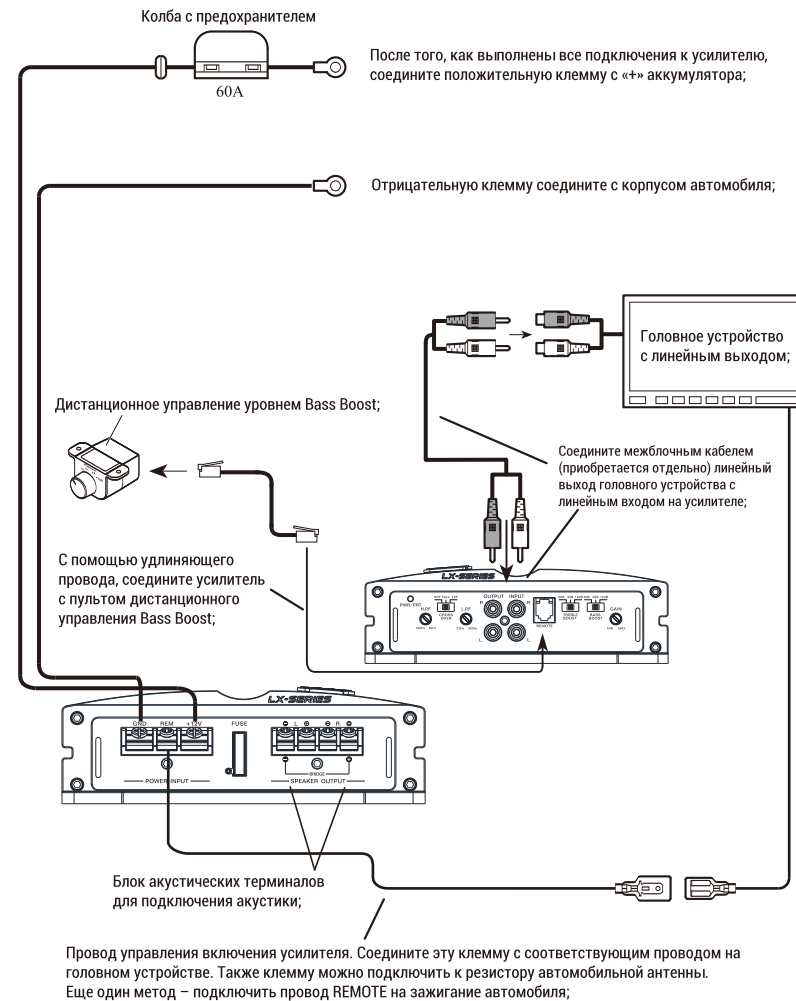 Колба с предохранителем
60A
После того, как выполнены все подключения к усилителю,
соедините положительную клемму с «+» аккумулятора;
Отрицательную клемму соедините с корпусом автомобиля;
Головное устройство
с линейным выходом;
Дистанционное управление уровнем Bass Boost;
Соедините межблочным кабелем
(приобретается отдельно) линейный
выход головного устройства с
линейным входом на усилителе;
С помощью удлиняющего
провода, соедините усилитель
с пультом дистанционного
управления Bass Boost;
LX-SERIES
PWR/PRT
HPF FULL LPF
HPF
CROSS OVER
LPF
OUTPUT INPUT
R R
L L
REMOTE
TREBLE BOOST
BASS BOOST
GAIN
MIN MAX
LX-SERIES
GND REM +12V
FUSE
L R
BRIDGE
POWER INPUT
SPEAKER OUTPUT
Блок акустических терминалов
для подключения акустики;
Провод управления включения усилителя. Соедините эту клемму с соответствующим проводом на
головном устройстве. Также клемму можно подключить к резистору автомобильной антенны.
Еще один метод – подключить провод REMOTE на зажигание автомобиля;